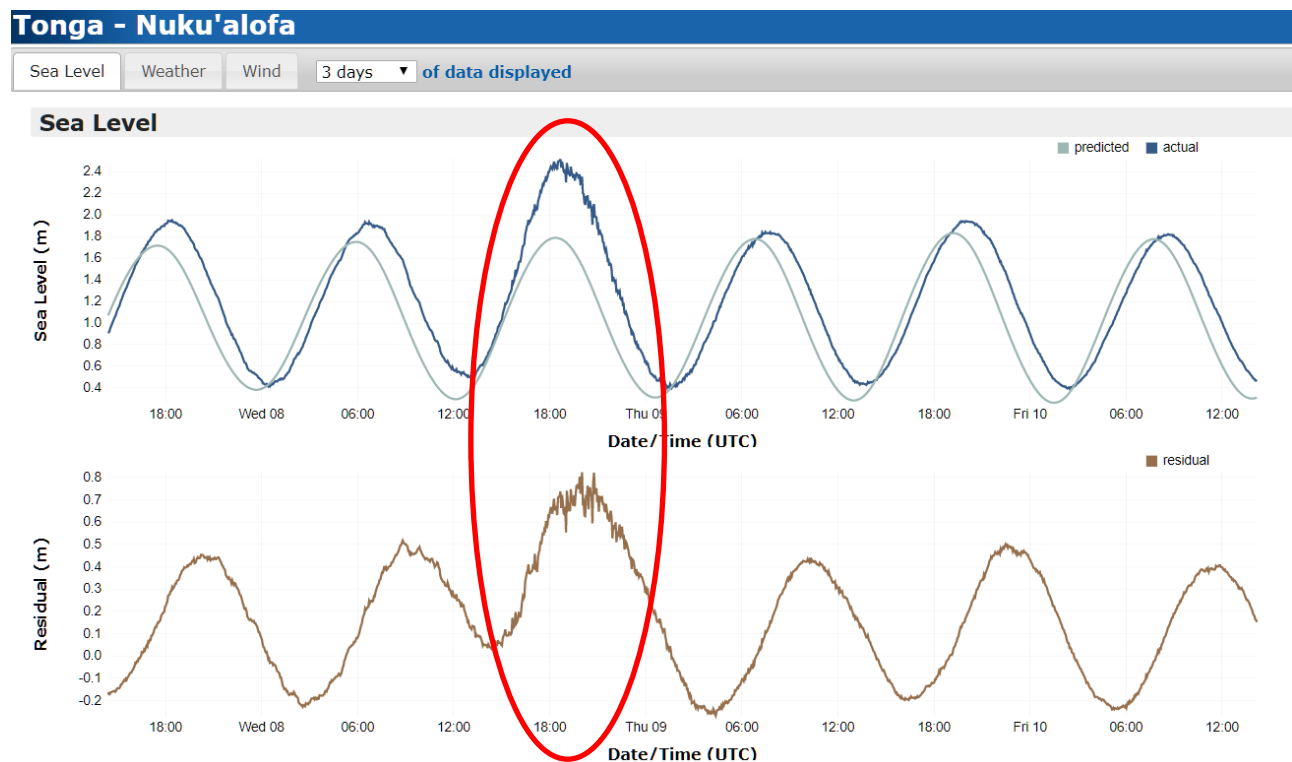 Tonga - Nuku'alofa
Sea Level Weather Wind 3 days of data displayed
Sea Level
predicted actual
2.4
2.2
2.0
1.8
1.6
1.4
1.2
1.0
0.8
0.6
0.4
Sea Level (m)
18:00 Wed 08 06:00 12:00 18:00 Thu 09 06:00 12:00 18:00 Fri 10 06:00 12:00
Date/Time (UTC)
residual
0.8
0.7
0.6
0.5
0.4
0.3
0.2
0.1
0.0
-0.1
-0.2
Residual (m)
18:00 Wed 08 06:00 12:00 18:00 Thu 09 06:00 12:00 18:00 Fri 10 06:00 12:00
Date/Time (UTC)